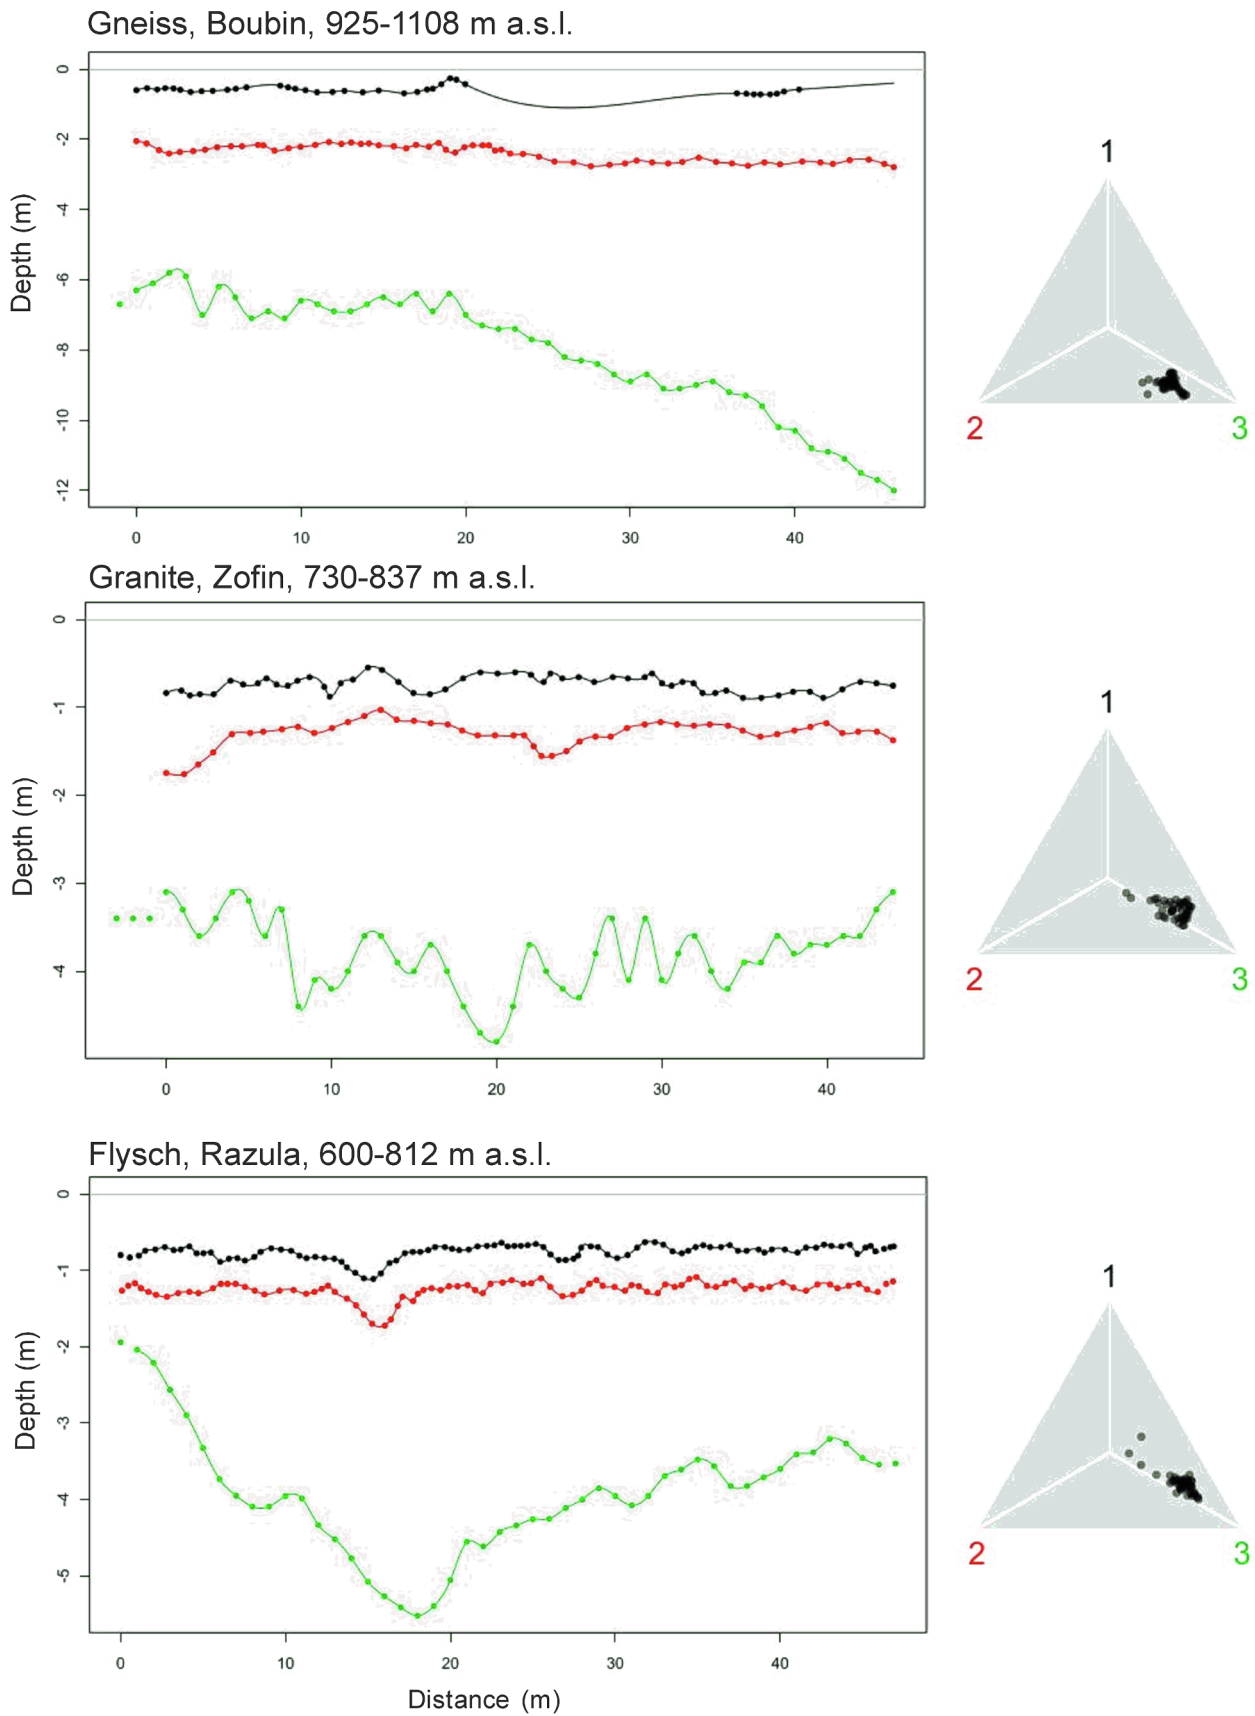 Gneiss, Boubin, 925-1108 m a.s.l.
0
-2
-4
-6
-8
-10
-12
Depth (m)
0 10 20 30 40
1
2 3
Granite, Zofin, 730-837 m a.s.l.
0
-1
-2
-3
-4
Depth (m)
0 10 20 30 40
1
2 3
Flysch, Razula, 600-812 m a.s.l.
0
-1
-2
-3
-4
-5
Depth (m)
0 10 20 30 40
Distance (m)
1
2 3